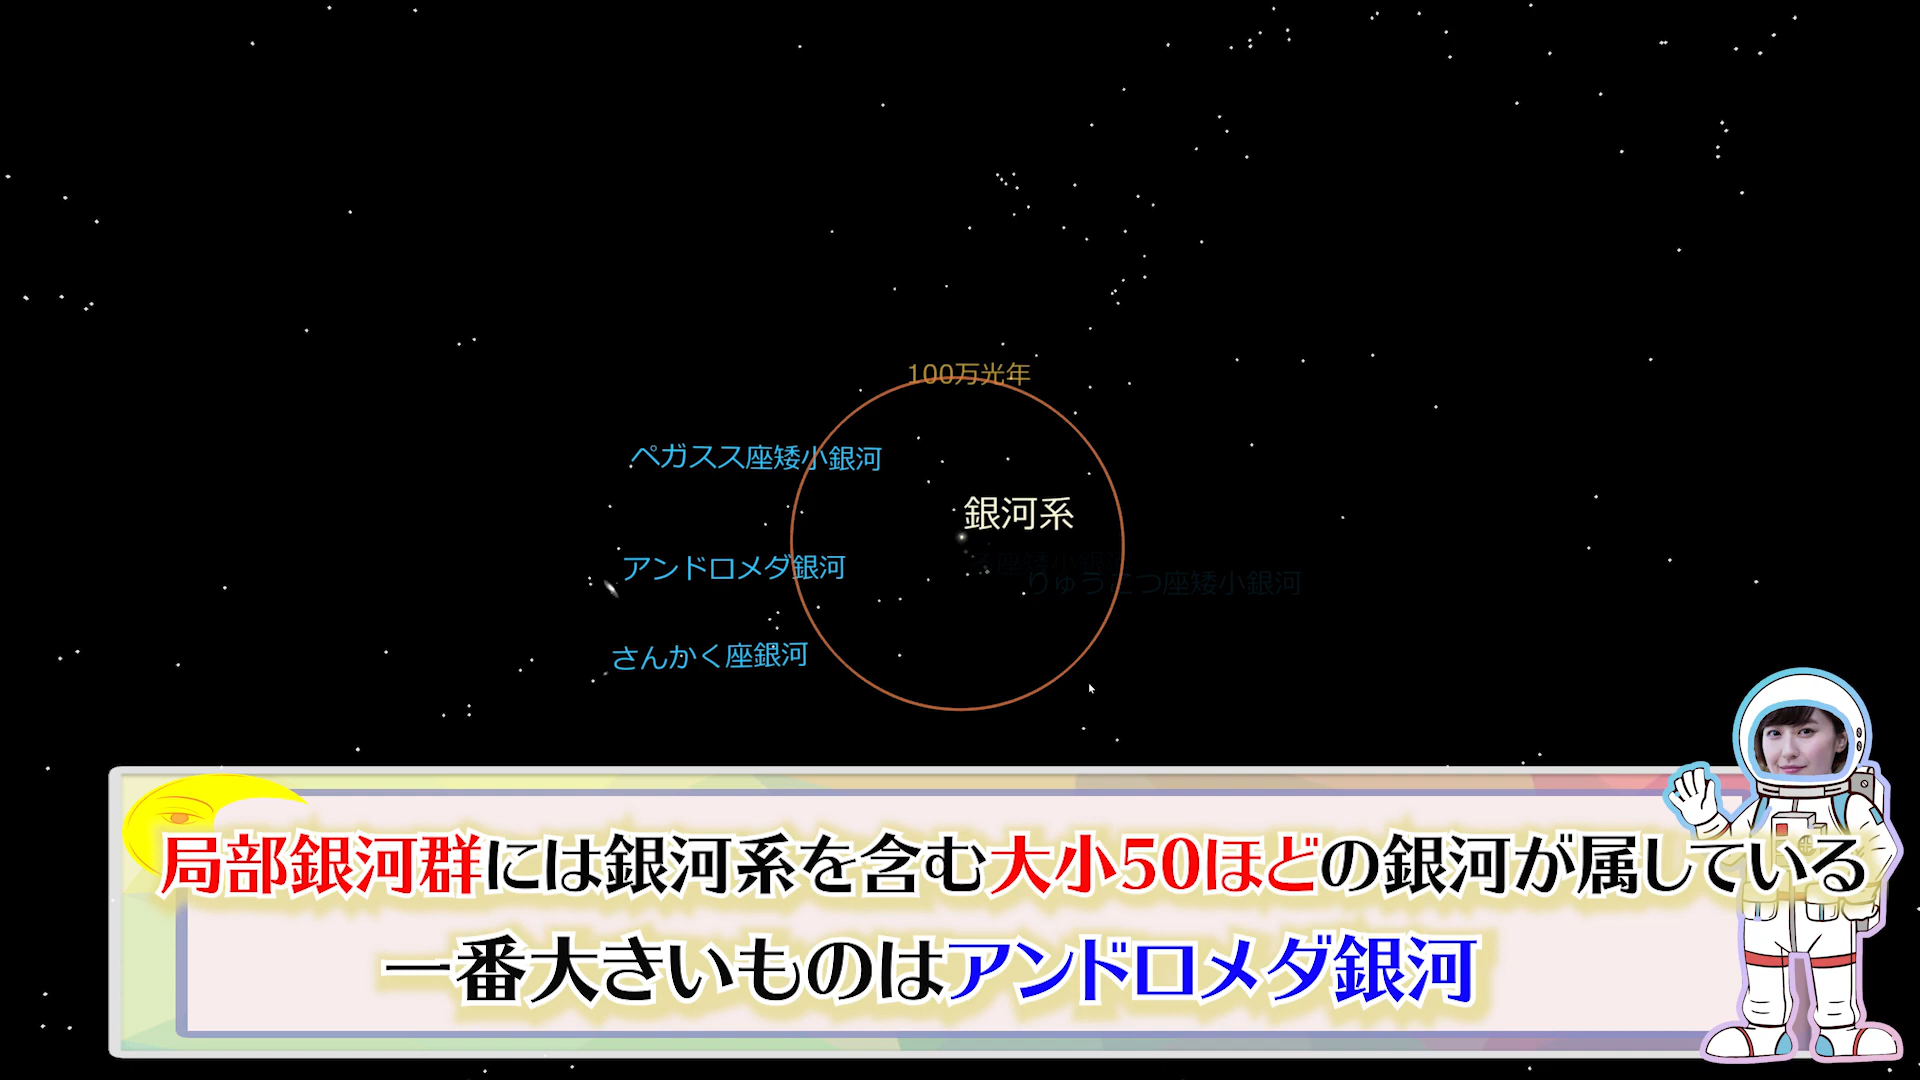 100万光年
ペガスス座矮小銀河
銀河系
アンドロメダ銀河
りゅうこつ座矮小銀河
さんかく座銀河
局部銀河群には銀河系を含む大小50ほどの銀河が属している
一番大きいものはアンドロメダ銀河